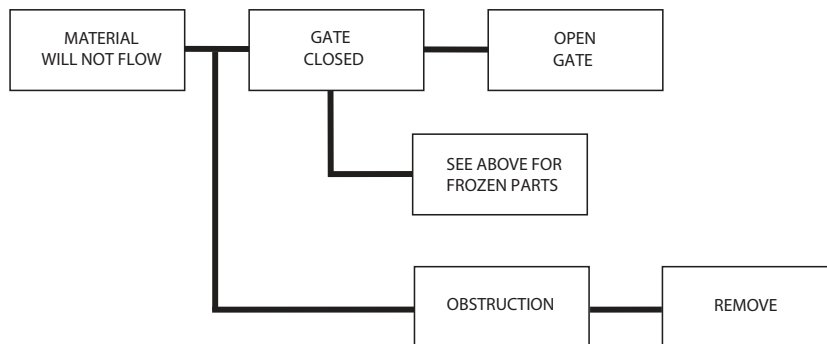 MATERIAL
WILL NOT FLOW
GATE
CLOSED
OPEN
GATE
SEE ABOVE FOR
FROZEN PARTS
OBSTRUCTION
REMOVE